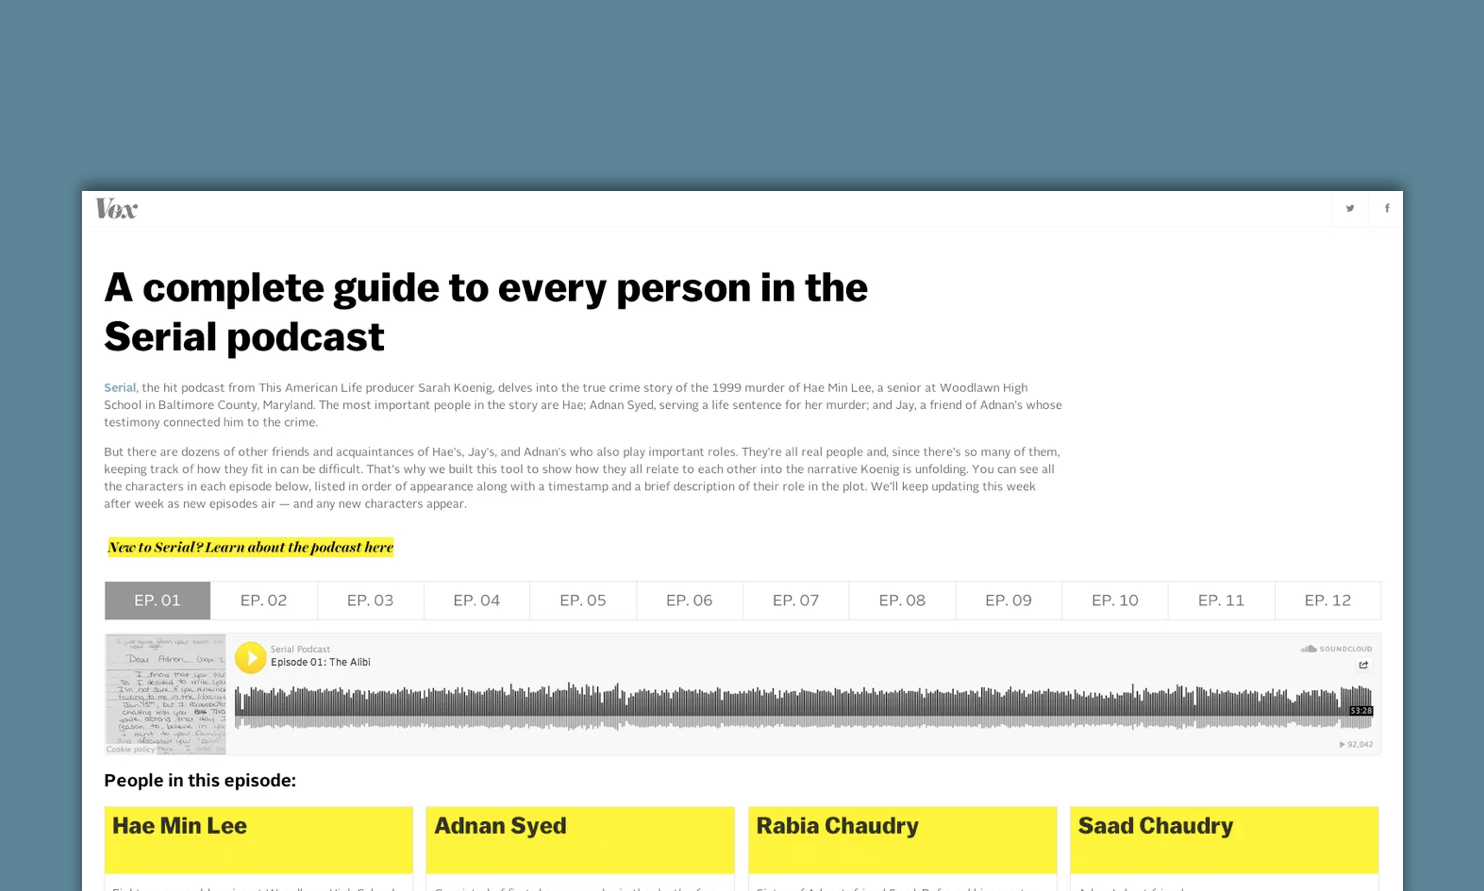 Vox
A complete guide to every person in the
Serial podcast
Serial, the hit podcast from This American Life producer Sarah Koenig, delves into the true crime story of the 1999 murder of Hae Min Lee, a senior at Woodlawn High
School in Baltimore County, Maryland. The most important people in the story are Hae; Adnan Syed, serving a life sentence for her murder; and Jay, a friend of Adnan's whose
testimony connected him to the crime.
But there are dozens of other friends and acquaintances of Hae's, Jay's, and Adnan's who also play important roles. They're all real people and, since there's so many of them,
keeping track of how they fit in can be difficult. That's why we built this tool to show how they all relate to each other into the narrative Koenig is unfolding. You can see all
the characters in each episode below, listed in order of appearance along with a timestamp and a brief description of their role in the plot. We'll keep updating this week
after week as new episodes air — and any new characters appear.
New to Serial? Learn about the podcast here
EP. 01 EP. 02 EP. 03 EP. 04 EP. 05 EP. 06 EP. 07 EP. 08 EP. 09 EP. 10 EP. 11 EP. 12
Serial Podcast
Episode 01: The Alibi
SOUNDCLOUD
Dear Adnan,
I know that you
So I decided to write you
53:28
Cookie policy
92,042
People in this episode:
Hae Min Lee Adnan Syed Rabia Chaudry Saad Chaudry